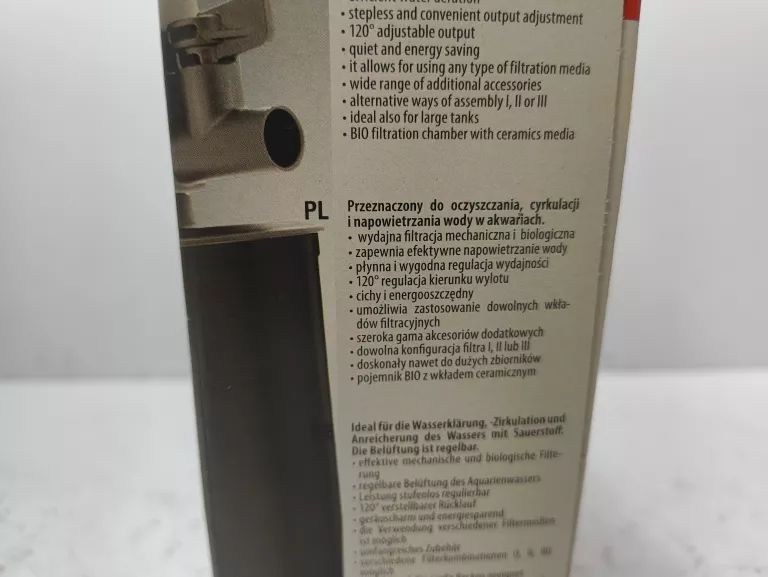 • stepless and convenient output adjustment
• 120° adjustable output
• quiet and energy saving
• it allows for using any type of filtration media
• wide range of additional accessories
• alternative ways of assembly I, II or III
• ideal also for large tanks
• BIO filtration chamber with ceramics media
PL
Przeznaczony do oczyszczania, cyrkulacji
i napowietrzania wody w akwariach.
• wydajna filtracja mechaniczna i biologiczna
• zapewnia efektywne napowietrzanie wody
• płynna i wygodna regulacja wydajności
• 120° regulacja kierunku wylotu
• cichy i energooszczędny
• umożliwia zastosowanie dowolnych wkła-
dów filtracyjnych
• szeroka gama akcesoriów dodatkowych
• dowolna konfiguracja filtra I, II lub III
• doskonały nawet do dużych zbiorników
• pojemnik BIO z wkładem ceramicznym
Ideal für die Wasserklärung, -Zirkulation und
Anreicherung des Wassers mit Sauerstoff.
Die Belüftung ist regelbar.
• effektive mechanische und biologische Filte-
rung
• regelbare Belüftung des Aquarienwassers
• Leistung stufenlos regulierbar
• 120° verstellbarer Rücklauf
• geräuscharm und energiesparend
• die Verwendung verschiedener Filtermedien
ist möglich
• umfangreiches Zubehör
• verschiedene Filterkombinationen I, II, III
möglich